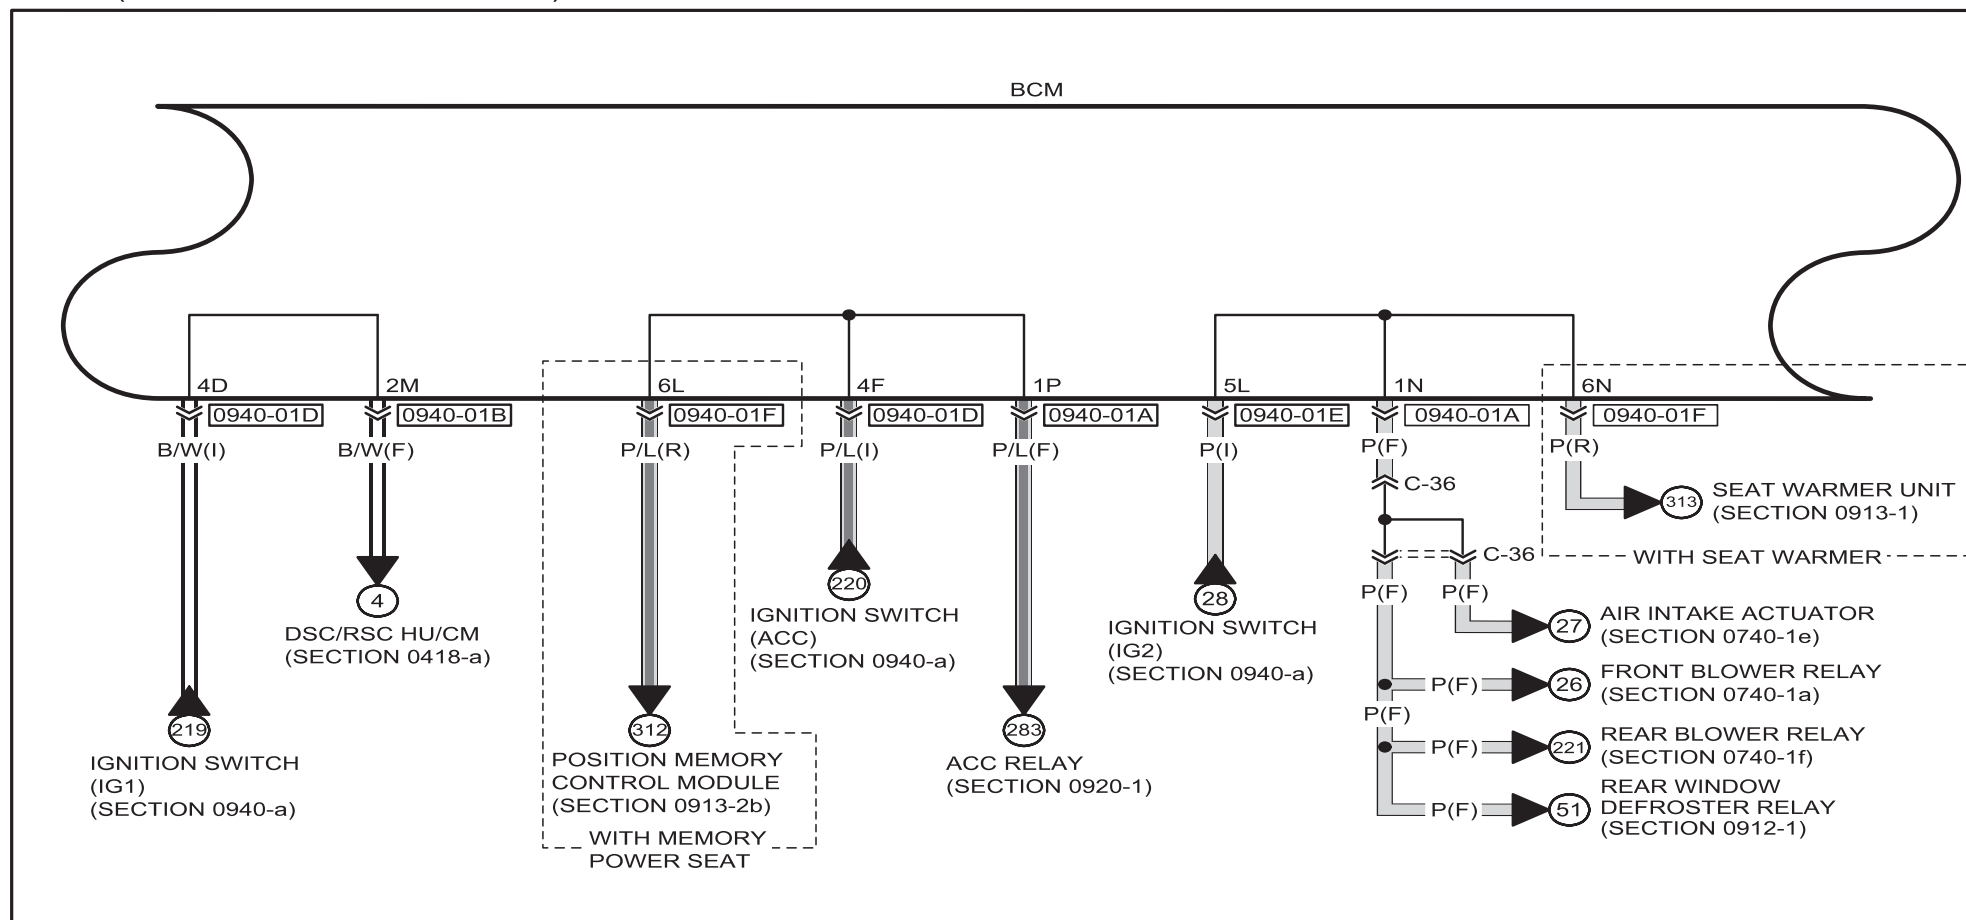 BCM
4D
2M
6L
4F
1P
5L
1N
6N
0940-01D
0940-01B
0940-01F
0940-01D
0940-01A
0940-01E
0940-01A
0940-01F
B/W(I)
B/W(F)
P/L(R)
P/L(I)
P/L(F)
P(I)
P(F)
P(R)
C-36
313
SEAT WARMER UNIT
(SECTION 0913-1)
C-36
WITH SEAT WARMER
P(F)
P(F)
4
DSC/RSC HU/CM
(SECTION 0418-a)
220
IGNITION SWITCH
(ACC)
(SECTION 0940-a)
28
IGNITION SWITCH
(IG2)
(SECTION 0940-a)
27
AIR INTAKE ACTUATOR
(SECTION 0740-1e)
P(F)
26
FRONT BLOWER RELAY
(SECTION 0740-1a)
P(F)
P(F)
221
REAR BLOWER RELAY
(SECTION 0740-1f)
P(F)
51
REAR WINDOW
DEFROSTER RELAY
(SECTION 0912-1)
219
IGNITION SWITCH
(IG1)
(SECTION 0940-a)
312
POSITION MEMORY
CONTROL MODULE
(SECTION 0913-2b)
WITH MEMORY
POWER SEAT
283
ACC RELAY
(SECTION 0920-1)